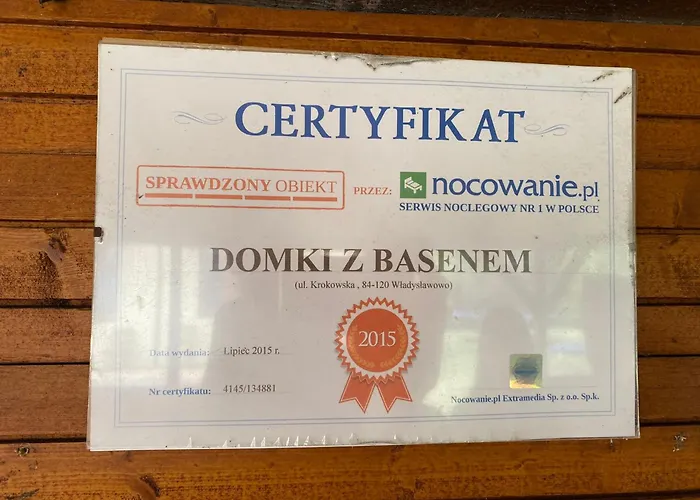 CERTYFIKAT
SPRAWDZONY OBIEKT PRZEZ: nocowanie.pl
SERWIS NOCLEGOWY NR 1 W POLSCE
DOMKI Z BASENEM
(ul. Krokowska , 84-120 Władysławowo)
2015
Data wydania: Lipiec 2015 r.
Nr certyfikatu: 4145/134881
Nocowanie.pl Extramedia Sp. z o.o. Sp.k.